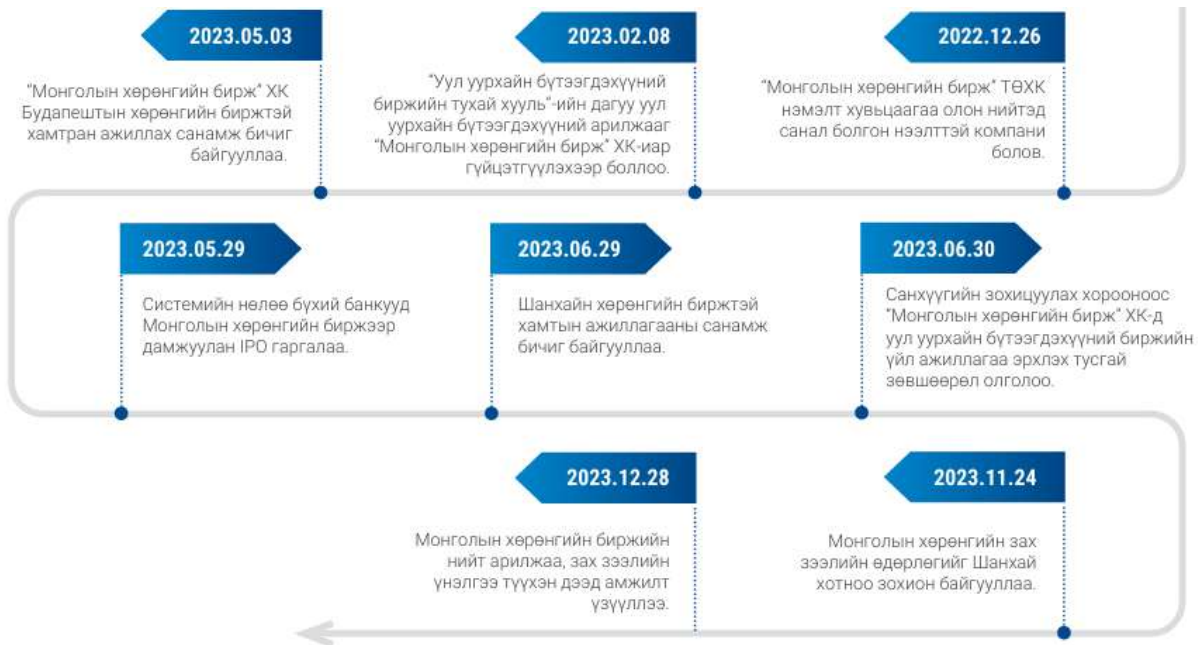 2023.05.03
"Монголын хөрөнгийн бирж" ХК
Будапештын хөрөнгийн биржтэй
хамтран ажиллах санамж бичиг
байгууллаа.
2023.02.08
"Уул уурхайн бүтээгдэхүүний
биржийн тухай хууль"-ийн дагуу уул
уурхайн бүтээгдэхүүний арилжааг
"Монголын хөрөнгийн бирж" ХК-иар
гүйцэтгүүлэхээр боллоо.
2022.12.26
"Монголын хөрөнгийн бирж" ТӨХК
нэмэлт хувьцаагаа олон нийтэд
санал болгон нээлттэй компани
болов.
2023.05.29
Системийн нөлөө бүхий банкууд
Монголын хөрөнгийн биржээр
дамжуулан IPO гаргалаа.
2023.06.29
Шанхайн хөрөнгийн биржтэй
хамтын ажиллагааны санамж
бичиг байгууллаа.
2023.06.30
Санхүүгийн зохицуулах хорооноос
"Монголын хөрөнгийн бирж" ХК-д
уул уурхайн бүтээгдэхүүний биржийн
үйл ажиллагаа эрхлэх тусгай
зөвшөөрөл олголоо.
2023.12.28
Монголын хөрөнгийн биржийн
нийт арилжаа, зах зээлийн
үнэлгээ түүхэн дээд амжилт
үзүүллээ.
2023.11.24
Монголын хөрөнгийн зах
зээлийн өдөрлөгийг Шанхай
хотноо зохион байгууллаа.